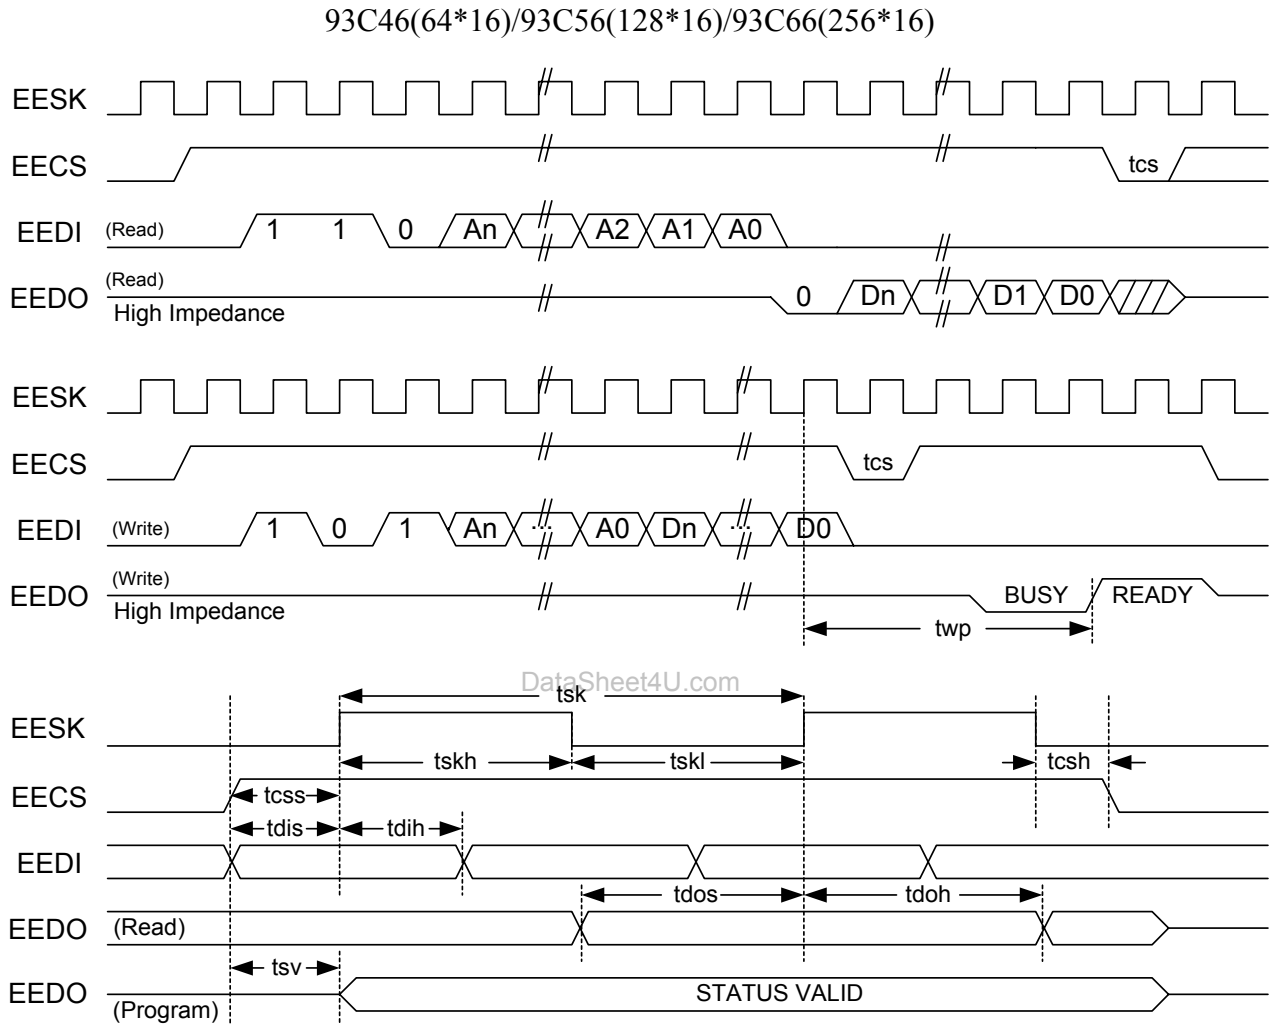 93C46(64*16)/93C56(128*16)/93C66(256*16)
EESK
EECS tcs
EEDI (Read) 1 1 0 An A2 A1 A0
(Read)
EEDO 0 Dn D1 D0
High Impedance
EESK
EECS tcs
EEDI (Write) 1 0 1 An ... A0 Dn ... D0
(Write)
EEDO BUSY READY
High Impedance
twp
DataSheet4U.com
tsk
EESK
tskh tskl tcsh
EECS tcss
tdis tdih
EEDI
tdos tdoh
EEDO (Read)
tsv
EEDO STATUS VALID
(Program)